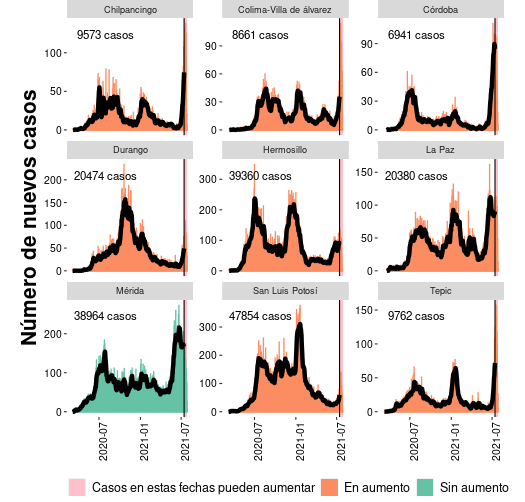 Chilpancingo Colima-Villa de álvarez Córdoba
9573 casos 8661 casos 6941 casos
100 50 0
90 60 30 0
90 60 30 0
Durango Hermosillo La Paz
20474 casos 39360 casos 20380 casos
200 150 100 50 0
300 200 100 0
150 100 50 0
Mérida San Luis Potosí Tepic
38964 casos 47854 casos 9762 casos
200 100 0
300 200 100 0
150 100 50 0
2020-07 2021-01 2021-07
2020-07 2021-01 2021-07
2020-07 2021-01 2021-07
Número de nuevos casos
Casos en estas fechas pueden aumentar En aumento Sin aumento